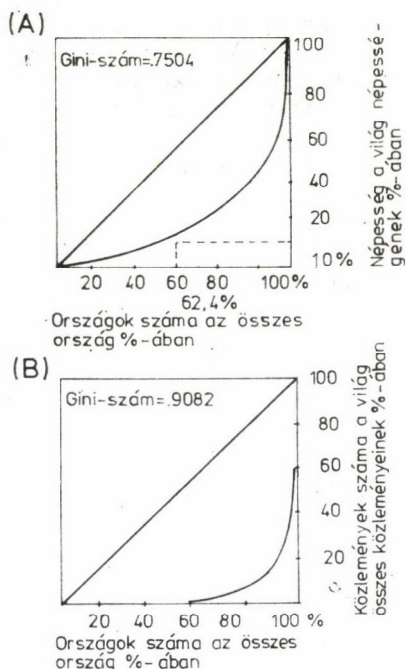 (A)
Gini-szám=.7504
100
80
60
40
20
10%
20 40 60 80 100%
62,4%
Országok száma az összes
ország %-ában
Népesség a világ népessé-
gének %-ában
(B)
Gini-szám=.9082
100
80
60
40
20
20 40 60 80 100 %
Országok száma az összes
ország %-ában
Közlemények száma a világ
összes közleményeinek %-ában